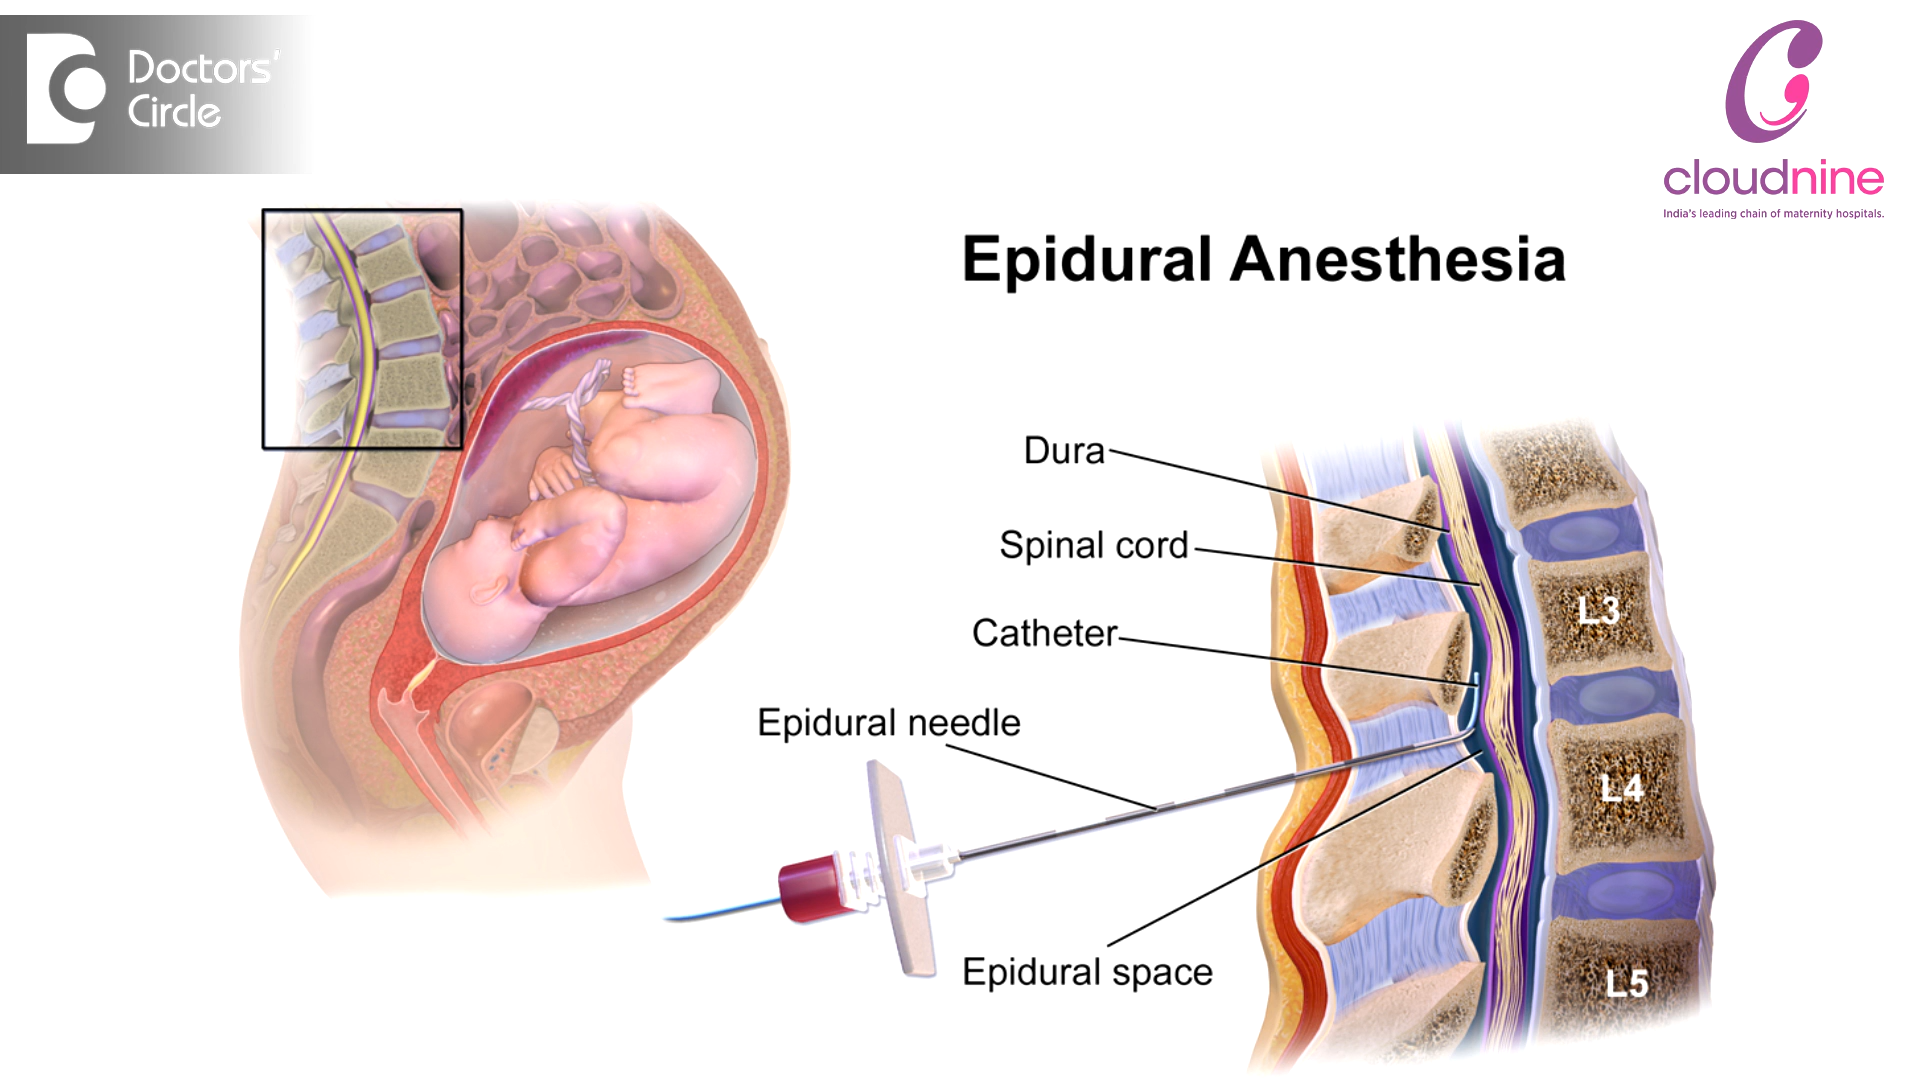 Doctors'
Circle
cloudnine
India's leading chain of maternity hospitals.
Epidural Anesthesia
Dura
Spinal cord
Catheter
Epidural needle
Epidural space
L3
L4
L5